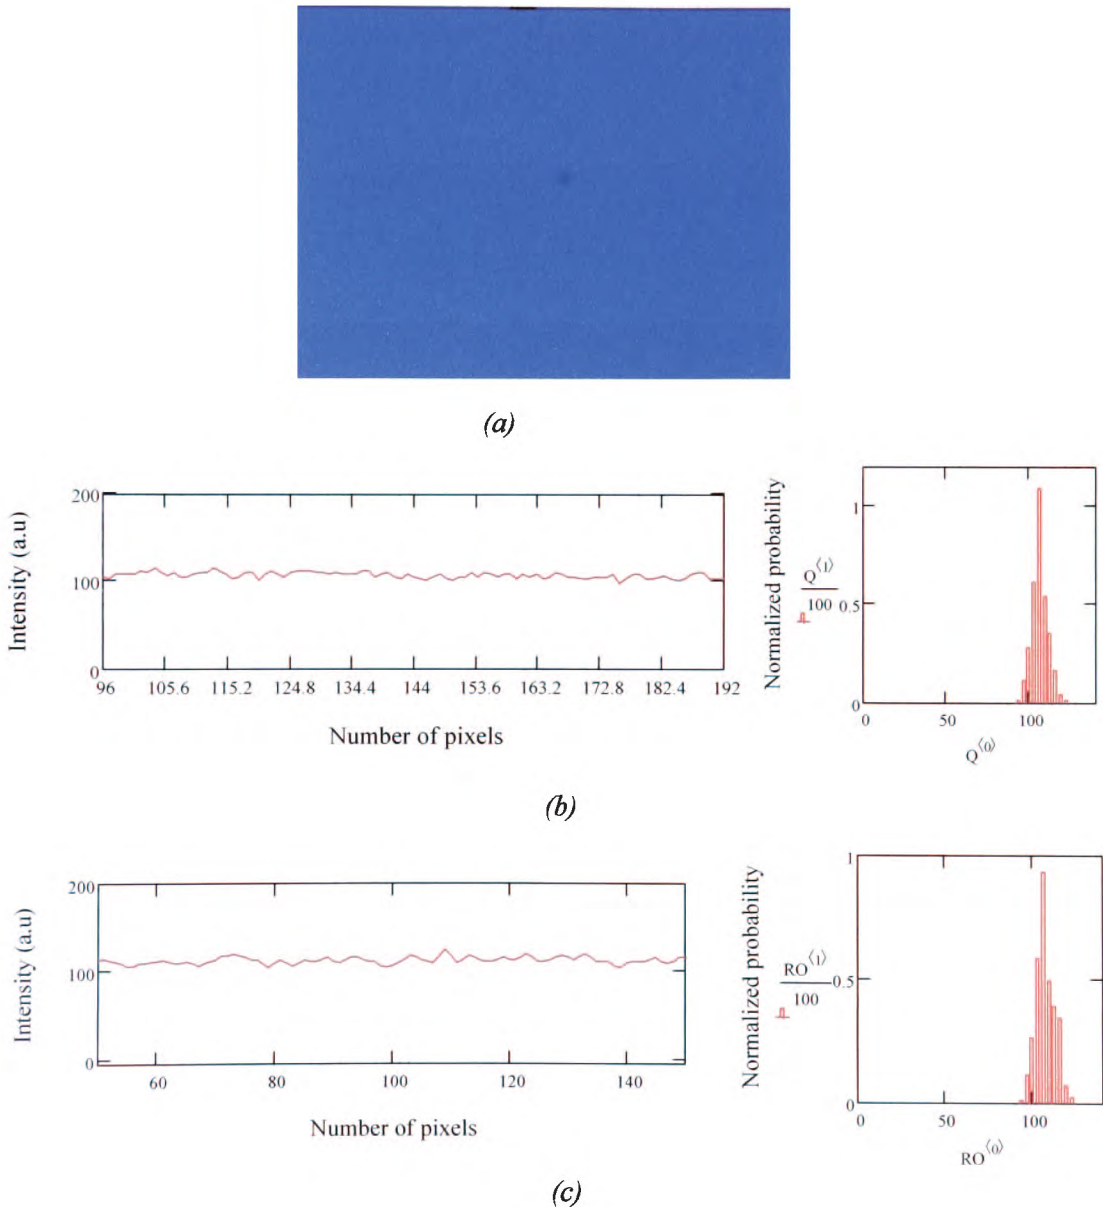 (a)
Intensity (a.u)
200
100
0
96 105.6 115.2 124.8 134.4 144 153.6 163.2 172.8 182.4 192
Number of pixels
Normalized probability
Q⟨1⟩
100
1
0.5
0
0 50 100
Q⟨0⟩
(b)
Intensity (a.u)
200
100
0
60 80 100 120 140
Number of pixels
Normalized probability
RO⟨1⟩
100
1
0.5
0
0 50 100
RO⟨0⟩
(c)